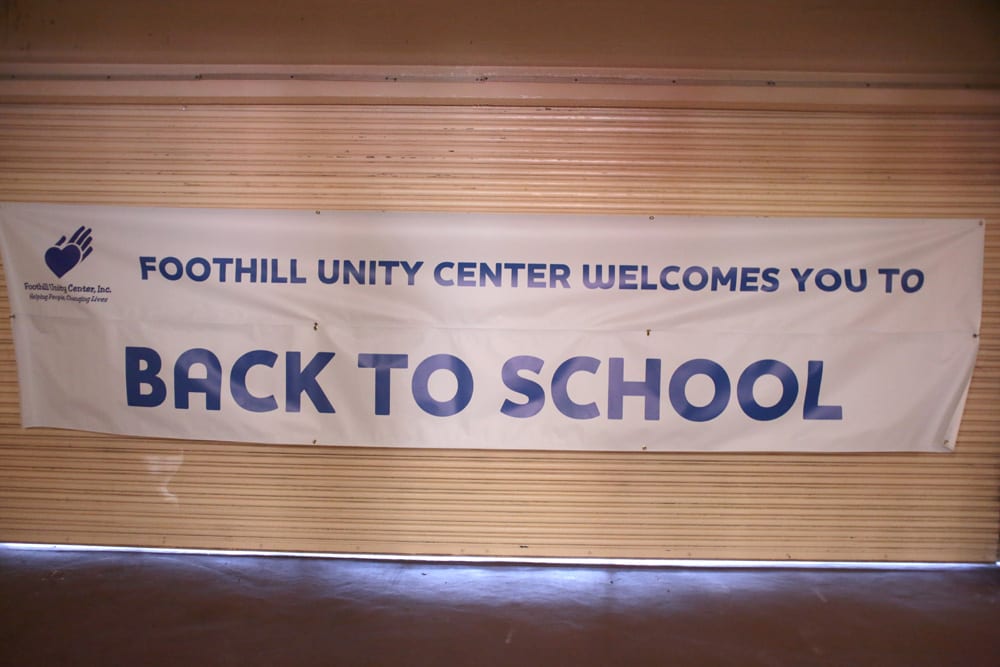 Foothill Unity Center, Inc.
Helping People, Changing Lives
FOOTHILL UNITY CENTER WELCOMES YOU TO
BACK TO SCHOOL